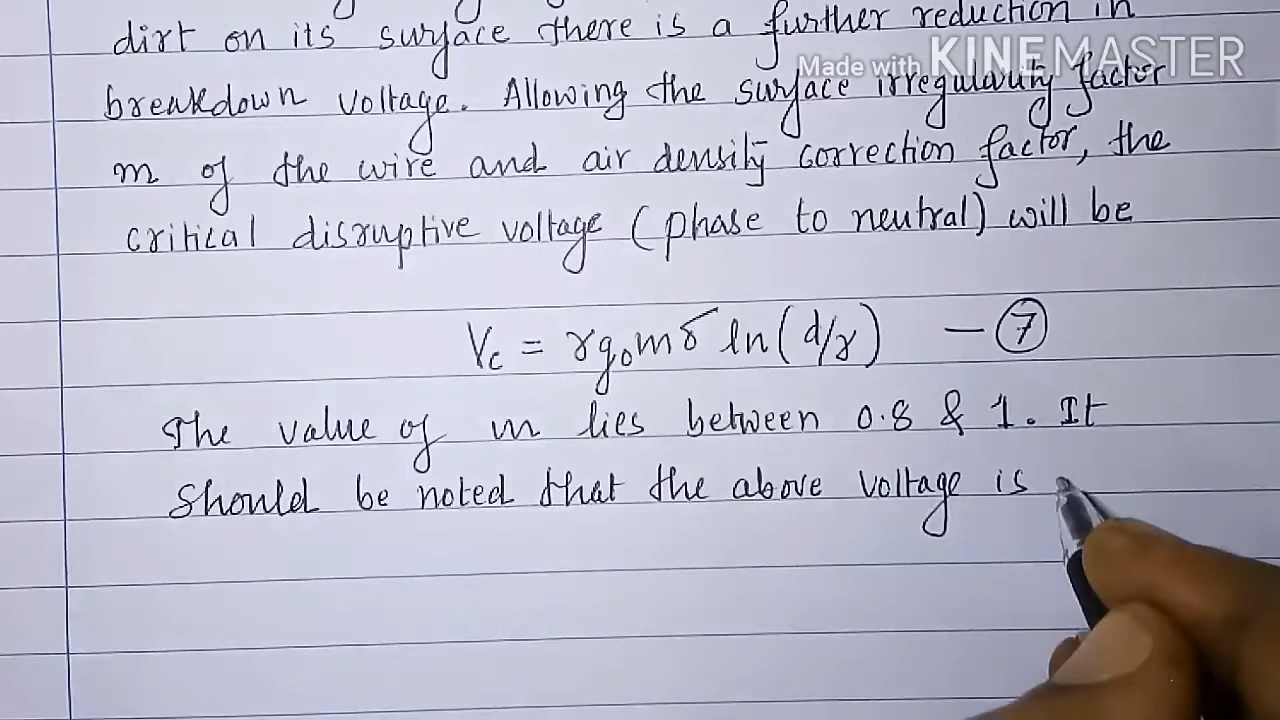 dirt on its surface there is a further reduction in
Made with KINEMASTER
breakdown voltage. Allowing the surface irregularity factor
m of the wire and air density correction factor, the
critical disruptive voltage (phase to neutral) will be
Vc = rg₀mδ ln(d/r) — ⑦
The value of m lies between 0.8 & 1. It
should be noted that the above voltage is